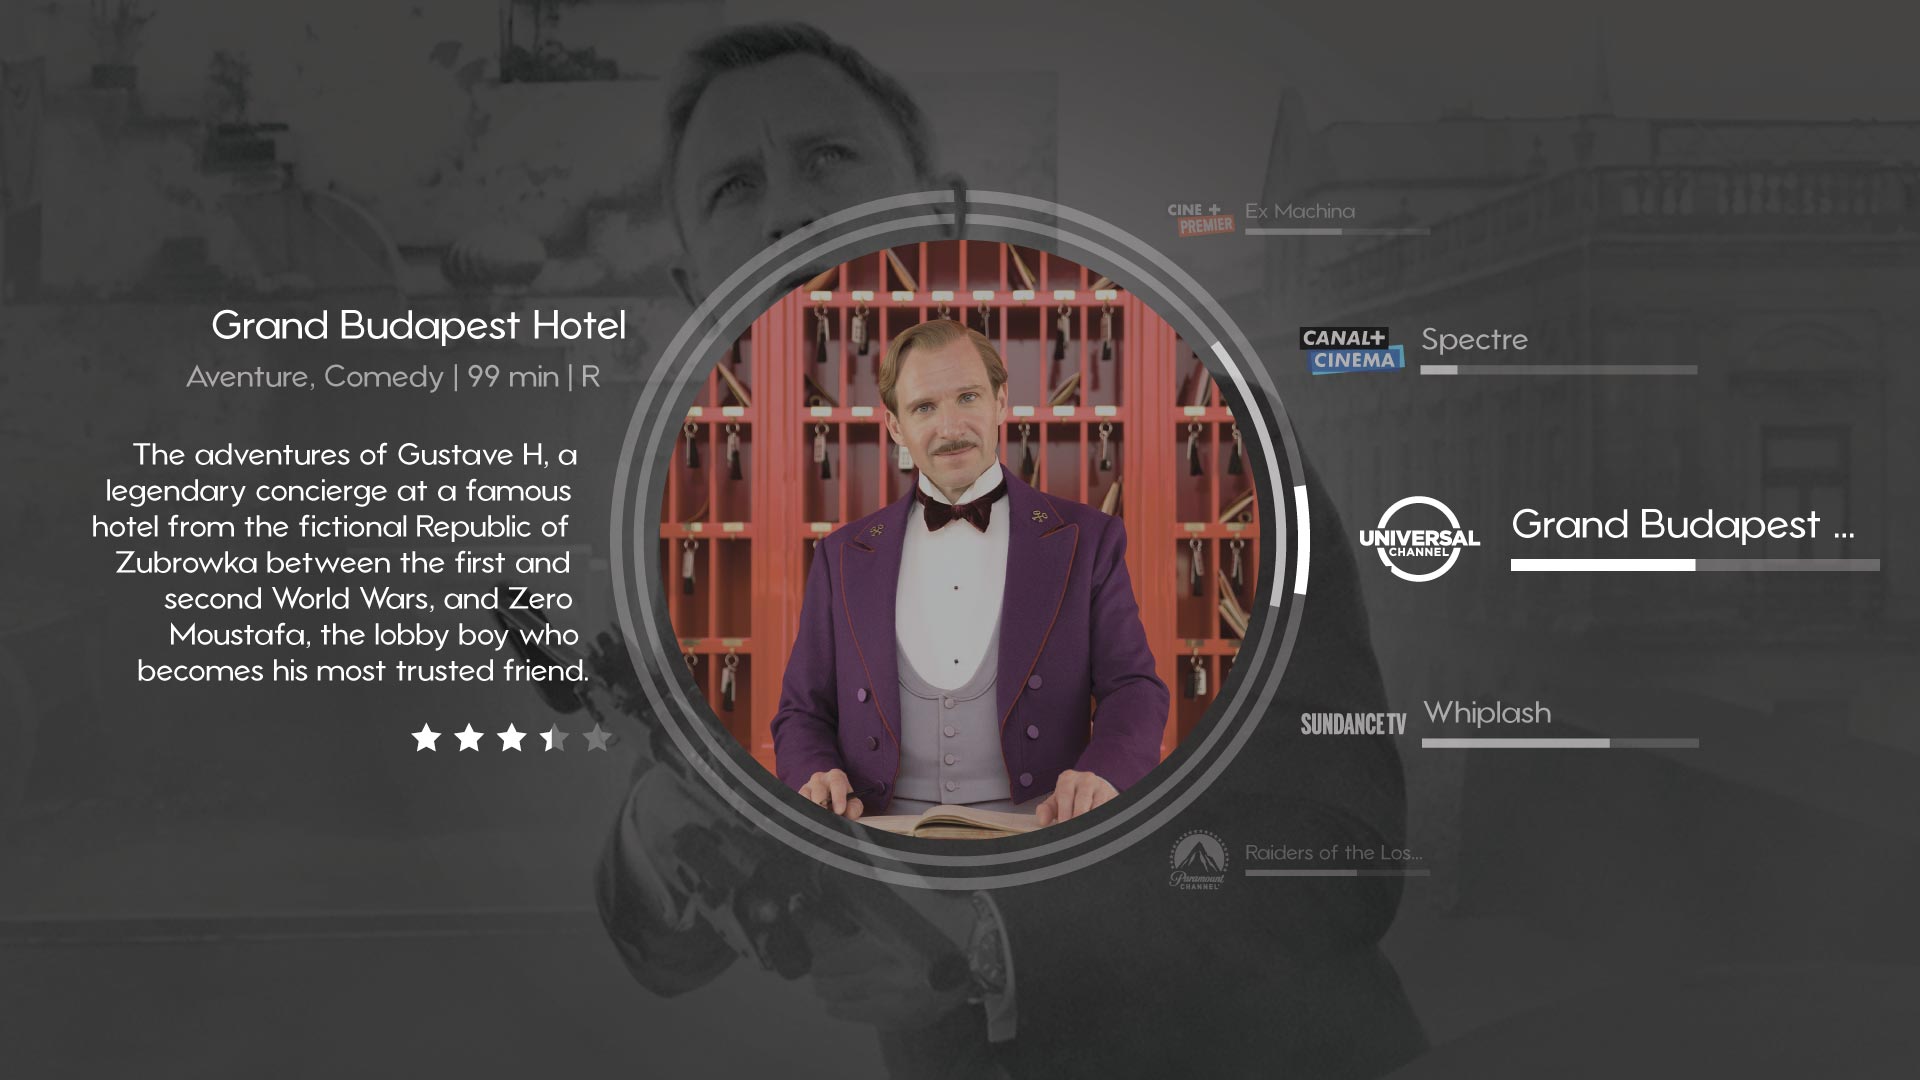 Grand Budapest Hotel
Aventure, Comedy | 99 min | R
The adventures of Gustave H, a
legendary concierge at a famous
hotel from the fictional Republic of
Zubrowka between the first and
second World Wars, and Zero
Moustafa, the lobby boy who
becomes his most trusted friend.
CINE +
PREMIER
Ex Machina
CANAL+
CINEMA
Spectre
UNIVERSAL
CHANNEL
Grand Budapest ...
SUNDANCETV
Whiplash
Paramount
CHANNEL
Raiders of the Los...